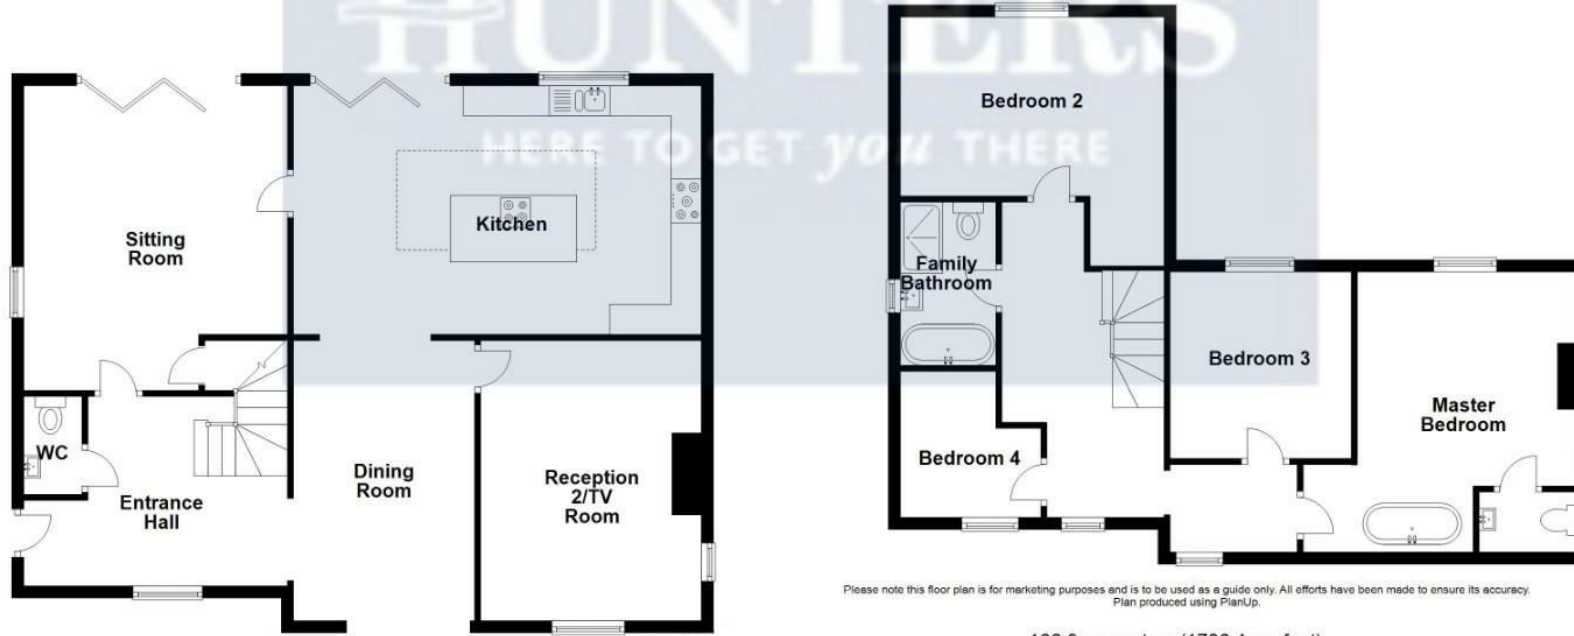 HUNTERS
HERE TO GET you THERE
Sitting
Room
Kitchen
WC
Entrance
Hall
Dining
Room
Reception
2/TV
Room
Bedroom 2
Family
Bathroom
Bedroom 3
Bedroom 4
Master
Bedroom
Please note this floor plan is for marketing purposes and is to be used as a guide only. All efforts have been made to ensure its accuracy.
Plan produced using PlanUp.